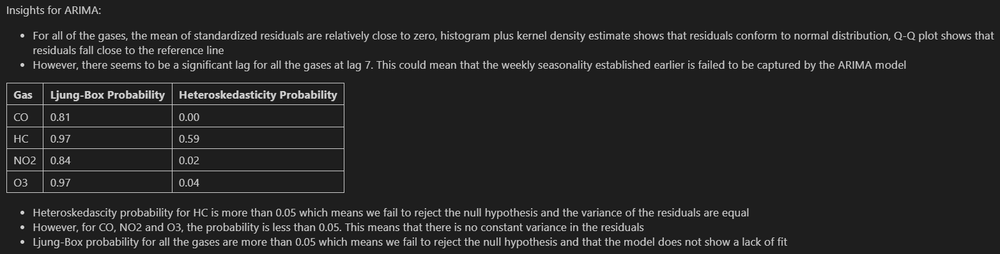 Insights for ARIMA:
• For all of the gases, the mean of standardized residuals are relatively close to zero, histogram plus kernel density estimate shows that residuals conform to normal distribution, Q-Q plot shows that
residuals fall close to the reference line
• However, there seems to be a significant lag for all the gases at lag 7. This could mean that the weekly seasonality established earlier is failed to be captured by the ARIMA model
Gas Ljung-Box Probability Heteroskedasticity Probability
CO 0.81 0.00
HC 0.97 0.59
NO2 0.84 0.02
O3 0.97 0.04
• Heteroskedascity probability for HC is more than 0.05 which means we fail to reject the null hypothesis and the variance of the residuals are equal
• However, for CO, NO2 and O3, the probability is less than 0.05. This means that there is no constant variance in the residuals
• Ljung-Box probability for all the gases are more than 0.05 which means we fail to reject the null hypothesis and that the model does not show a lack of fit